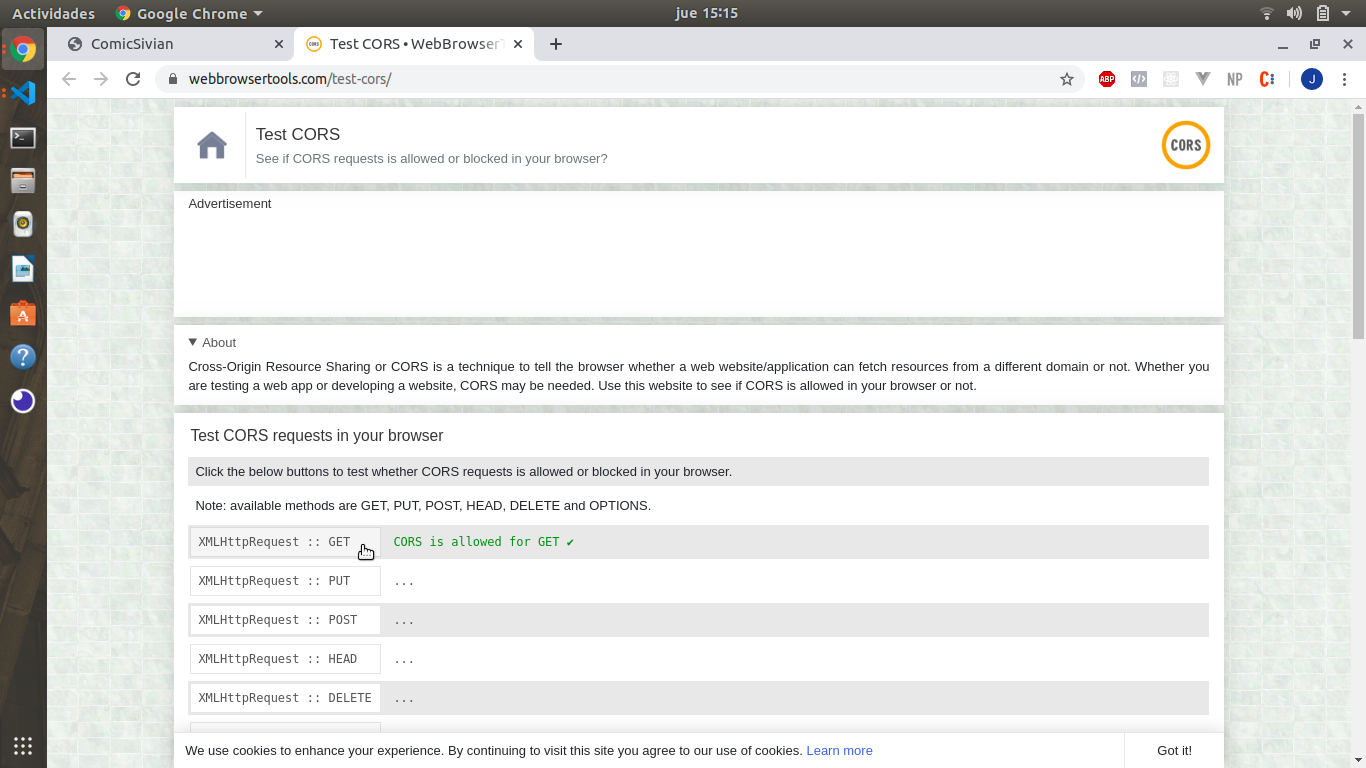 Actividades
Google Chrome
jue 15:15
ComicSivian
Test CORS • WebBrowserT
webbrowsertools.com/test-cors/
ABP
</>
NP
C
J
Test CORS
See if CORS requests is allowed or blocked in your browser?
CORS
Advertisement
▼ About
Cross-Origin Resource Sharing or CORS is a technique to tell the browser whether a web website/application can fetch resources from a different domain or not. Whether you
are testing a web app or developing a website, CORS may be needed. Use this website to see if CORS is allowed in your browser or not.
Test CORS requests in your browser
Click the below buttons to test whether CORS requests is allowed or blocked in your browser.
Note: available methods are GET, PUT, POST, HEAD, DELETE and OPTIONS.
XMLHttpRequest :: GET CORS is allowed for GET ✔
XMLHttpRequest :: PUT ...
XMLHttpRequest :: POST ...
XMLHttpRequest :: HEAD ...
XMLHttpRequest :: DELETE ...
We use cookies to enhance your experience. By continuing to visit this site you agree to our use of cookies. Learn more
Got it!